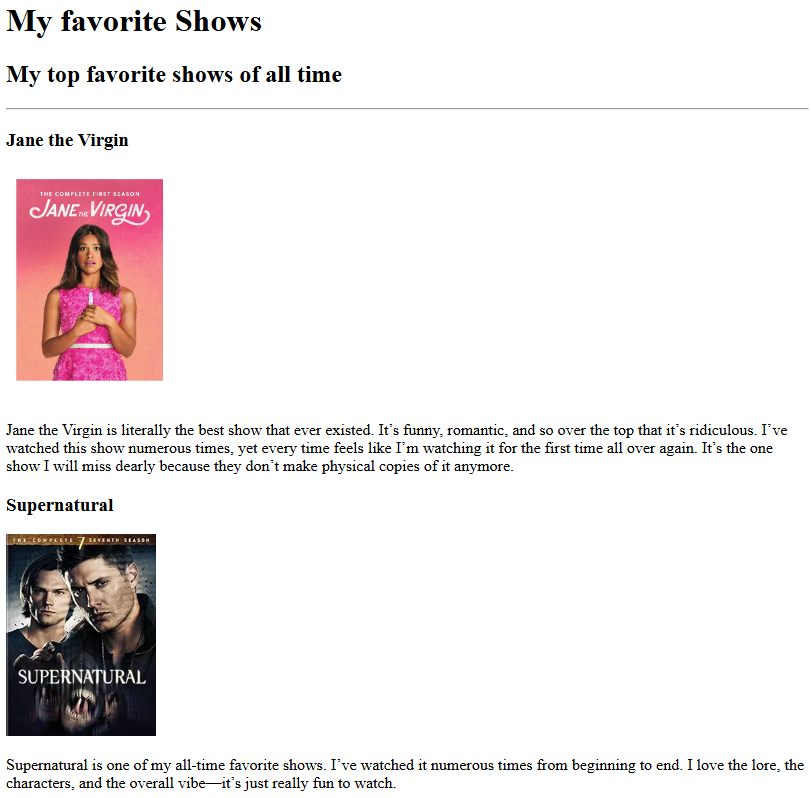 My favorite Shows
My top favorite shows of all time
Jane the Virgin
THE COMPLETE FIRST SEASON
JANE THE VIRGIN
Jane the Virgin is literally the best show that ever existed. It’s funny, romantic, and so over the top that it’s ridiculous. I’ve
watched this show numerous times, yet every time feels like I’m watching it for the first time all over again. It’s the one
show I will miss dearly because they don’t make physical copies of it anymore.
Supernatural
THE COMPLETE 7 SEVENTH SEASON
SUPERNATURAL
Supernatural is one of my all-time favorite shows. I’ve watched it numerous times from beginning to end. I love the lore, the
characters, and the overall vibe—it’s just really fun to watch.